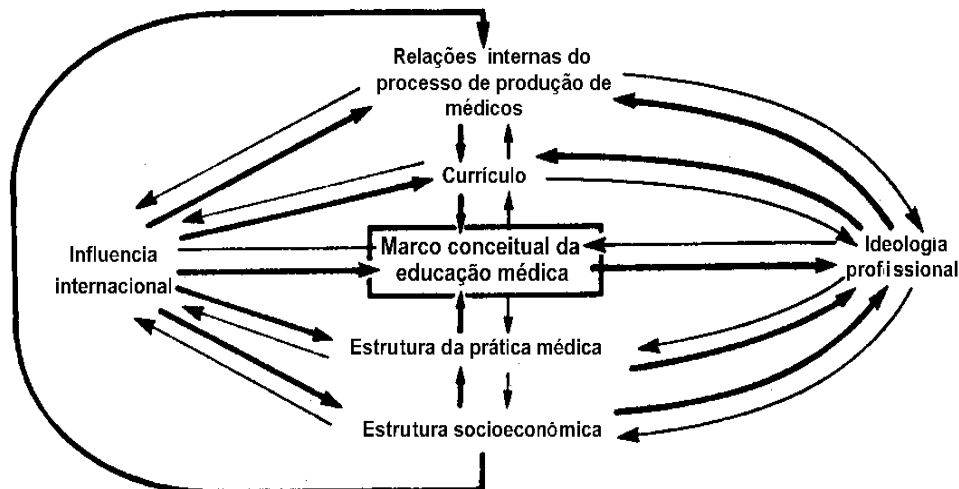 Relações internas do
processo de produção de
médicos
Currículo
Influencia
internacional
Marco conceitual da
educação médica
Ideologia
profissional
Estrutura da prática médica
Estrutura socioeconômica